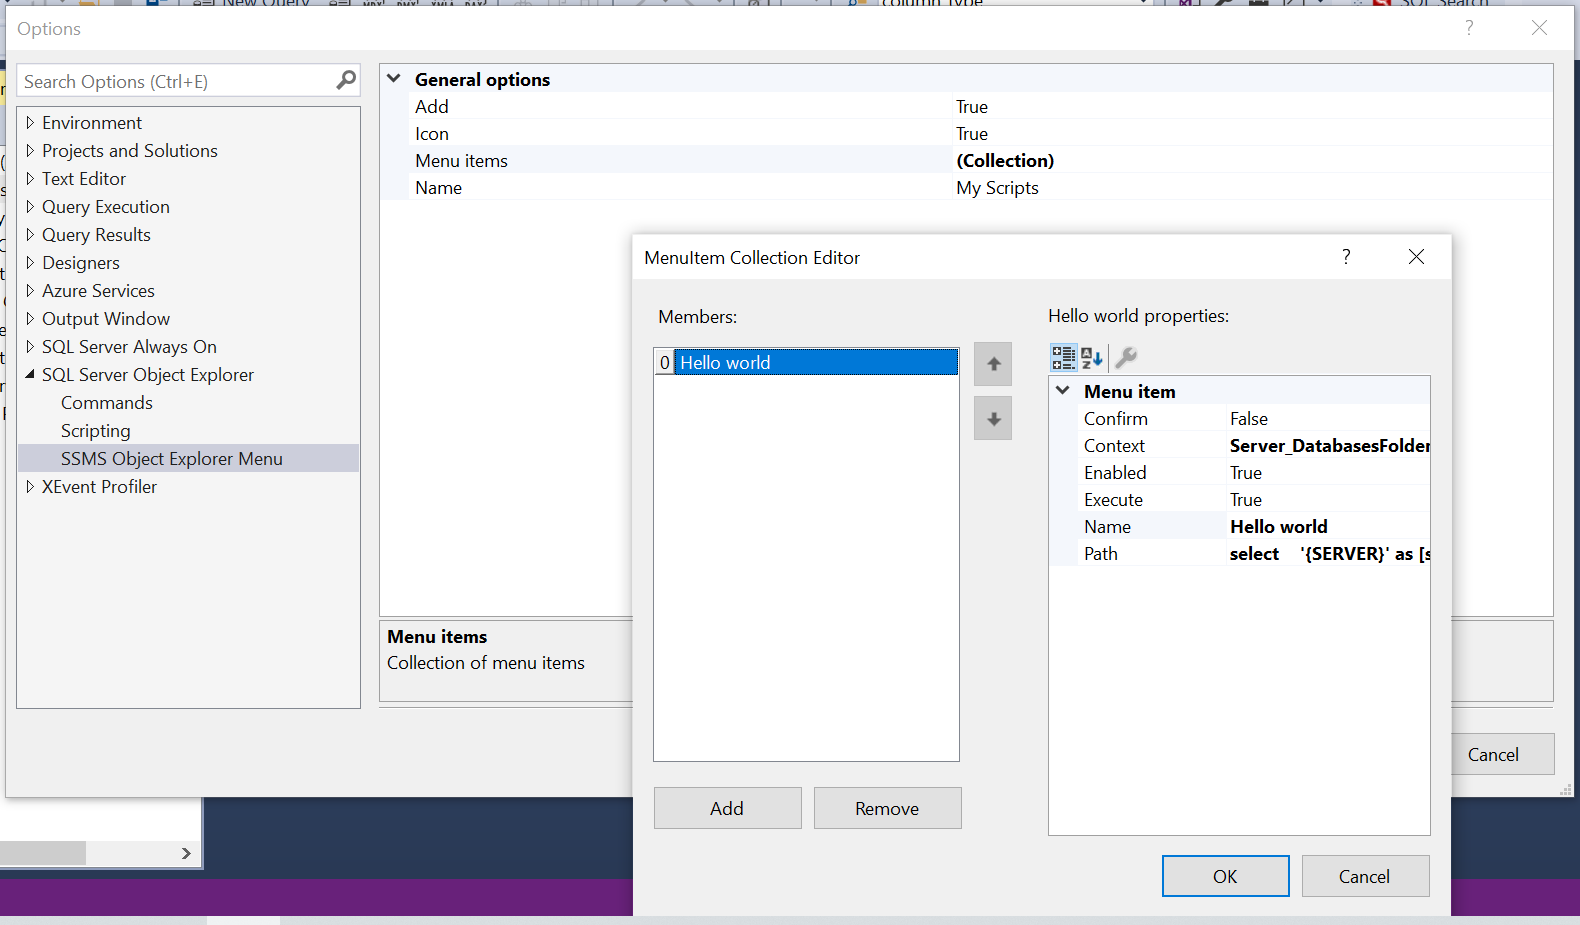 Options
?
Search Options (Ctrl+E)
Environment
Projects and Solutions
Text Editor
Query Execution
Query Results
Designers
Azure Services
Output Window
SQL Server Always On
SQL Server Object Explorer
Commands
Scripting
SSMS Object Explorer Menu
XEvent Profiler
General options
Add True
Icon True
Menu items (Collection)
Name My Scripts
Menu items
Collection of menu items
Cancel
MenuItem Collection Editor
?
Members:
0 Hello world
Add Remove
Hello world properties:
Menu item
Confirm False
Context Server_DatabasesFolder
Enabled True
Execute True
Name Hello world
Path select '{SERVER}' as [s
OK Cancel